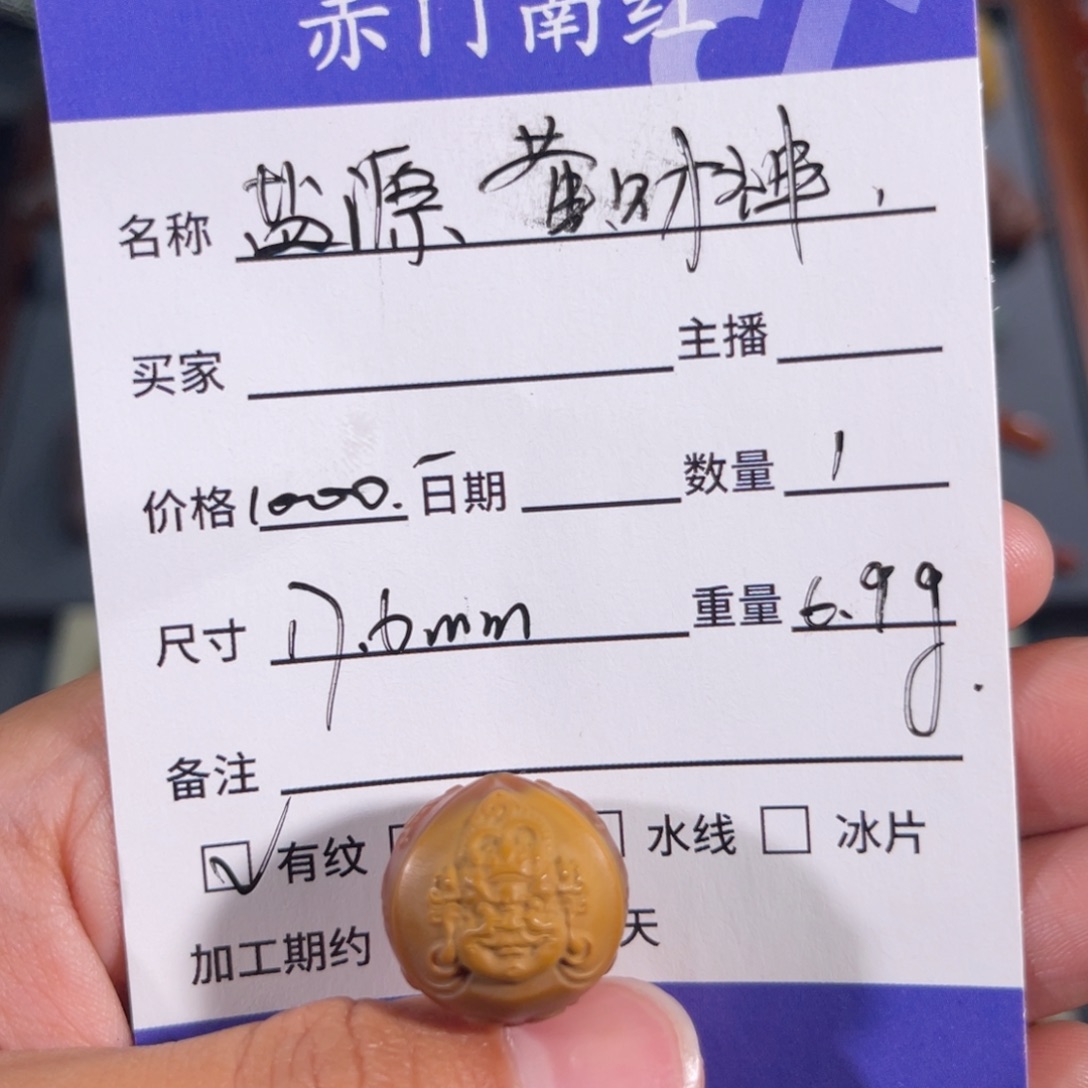 赤门南红
名称 盐源 黄财神
买家 主播
价格 1000. 日期 数量 1
尺寸 17.6mm 重量 6.9g
备注
有纹 水线 冰片
加工期约 天